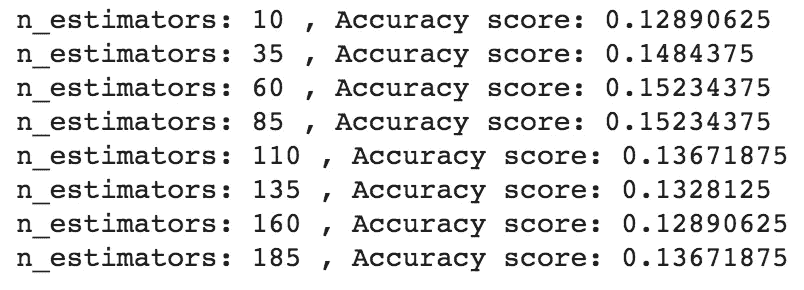 n_estimators: 10 , Accuracy score: 0.12890625
n_estimators: 35 , Accuracy score: 0.1484375
n_estimators: 60 , Accuracy score: 0.15234375
n_estimators: 85 , Accuracy score: 0.15234375
n_estimators: 110 , Accuracy score: 0.13671875
n_estimators: 135 , Accuracy score: 0.1328125
n_estimators: 160 , Accuracy score: 0.12890625
n_estimators: 185 , Accuracy score: 0.13671875